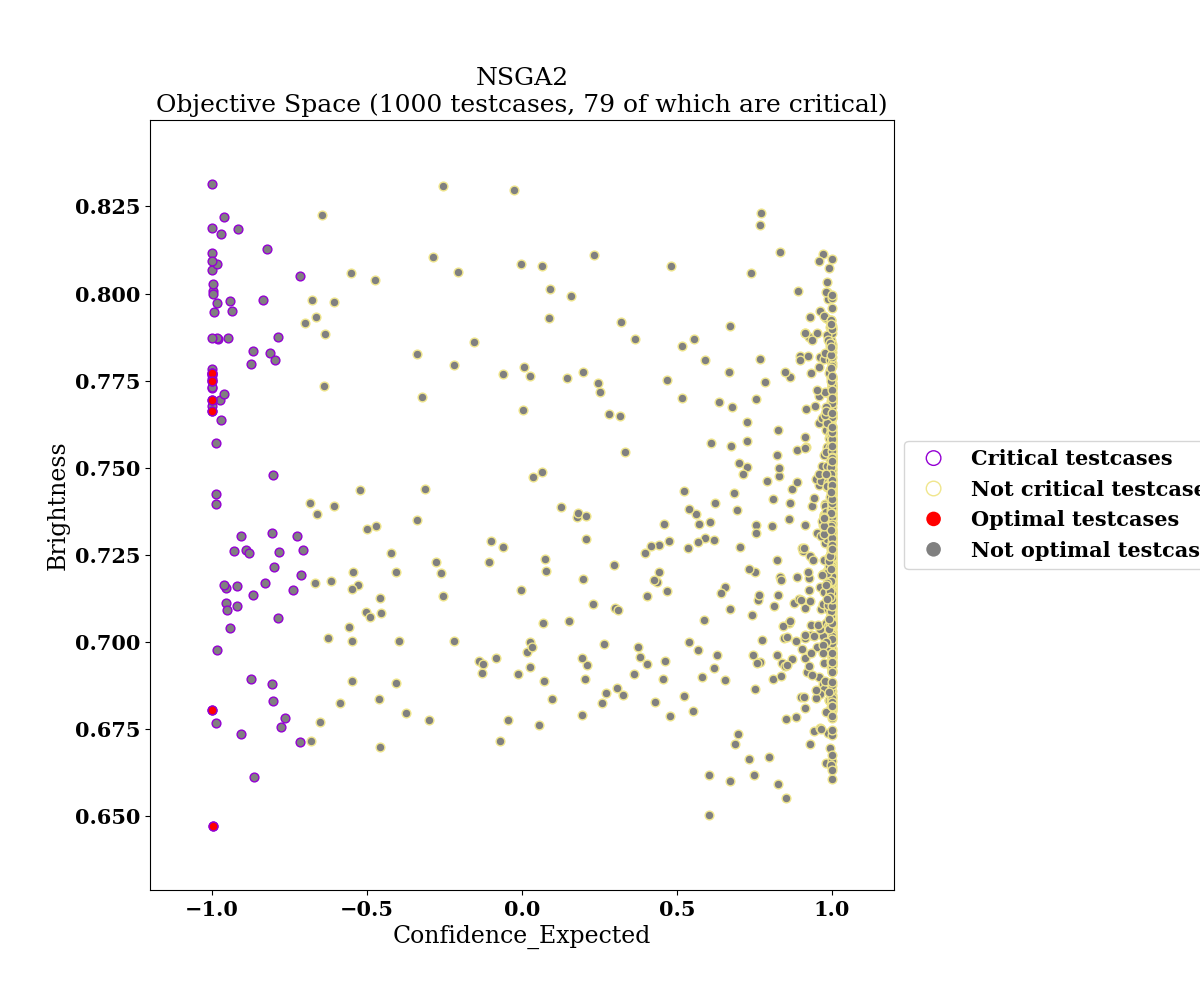 NSGA2
Objective Space (1000 testcases, 79 of which are critical)
0.825
0.800
0.775
0.750
0.725
0.700
0.675
0.650
Brightness
−1.0
−0.5
0.0
0.5
1.0
Confidence_Expected
Critical testcases
Not critical testcase
Optimal testcases
Not optimal testcas